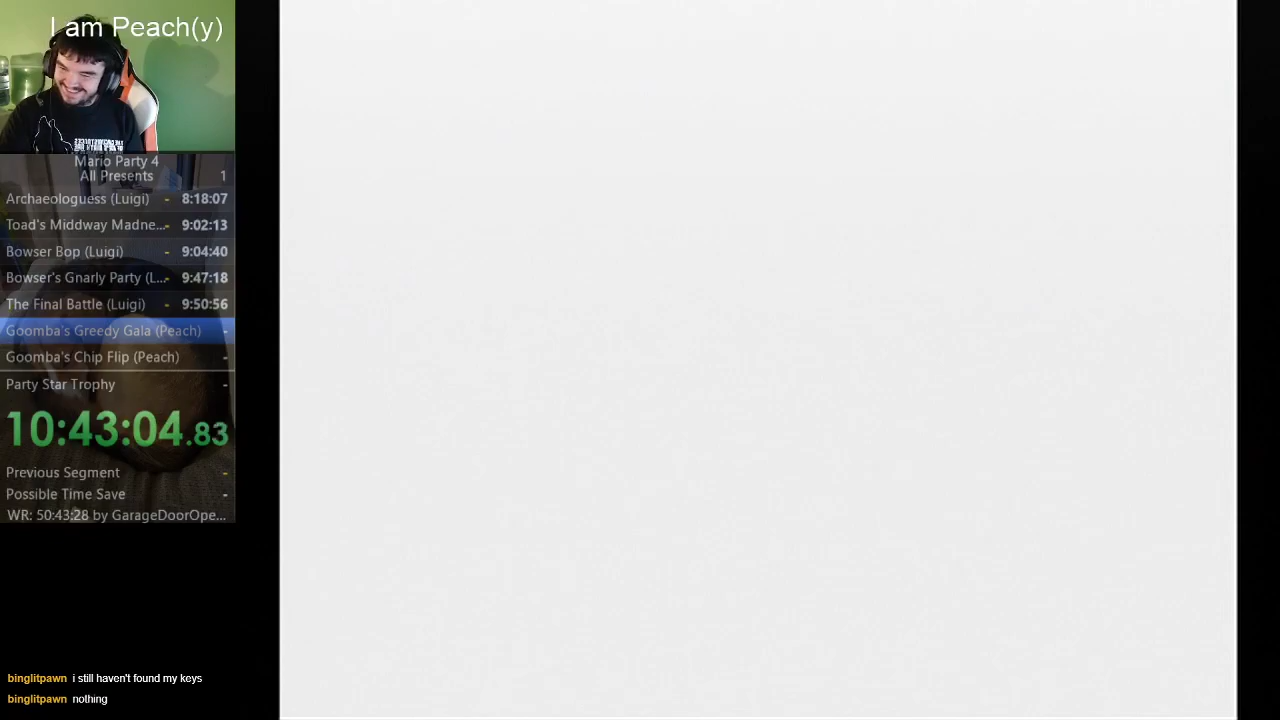 I am Peach(y)
Mario Party 4
All Presents 1
Archaeologuess (Luigi) - 8:18:07
Toad's Middway Madne... - 9:02:13
Bowser Bop (Luigi) - 9:04:40
Bowser's Gnarly Party (L... - 9:47:18
The Final Battle (Luigi) - 9:50:56
Goomba's Greedy Gala (Peach) -
Goomba's Chip Flip (Peach) -
Party Star Trophy -
10:43:04.83
Previous Segment -
Possible Time Save -
WR: 50:43:28 by GarageDoorOpe...
binglitpawn i still haven't found my keys
binglitpawn nothing